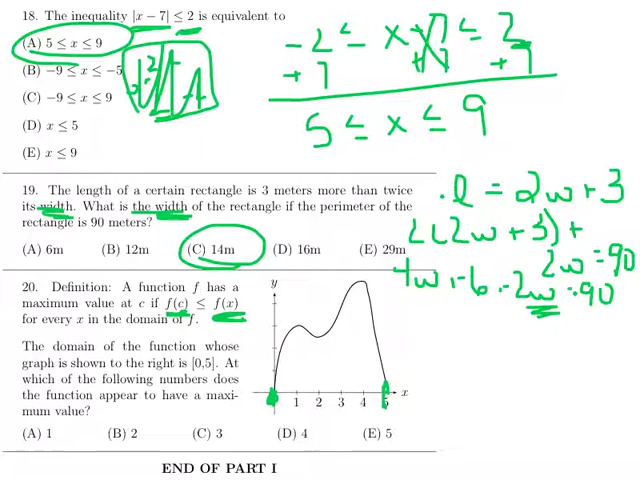 18. The inequality |x − 7| ≤ 2 is equivalent to
(A) 5 ≤ x ≤ 9
(B) −9 ≤ x ≤ −5
(C) −9 ≤ x ≤ 9
(D) x ≤ 5
(E) x ≤ 9
−2 ≤ x − 7 ≤ 2
+7 +7 +7
5 ≤ x ≤ 9
19. The length of a certain rectangle is 3 meters more than twice
its width. What is the width of the rectangle if the perimeter of the
rectangle is 90 meters?
(A) 6m (B) 12m (C) 14m (D) 16m (E) 29m
l = 2w + 3
2(2w + 3) +
2w = 90
4w + 6 + 2w = 90
20. Definition: A function f has a
maximum value at c if f(c) ≤ f(x)
for every x in the domain of f.
The domain of the function whose
graph is shown to the right is [0,5]. At
which of the following numbers does
the function appear to have a maxi-
mum value?
y
x
1 2 3 4 5
(A) 1 (B) 2 (C) 3 (D) 4 (E) 5
END OF PART I